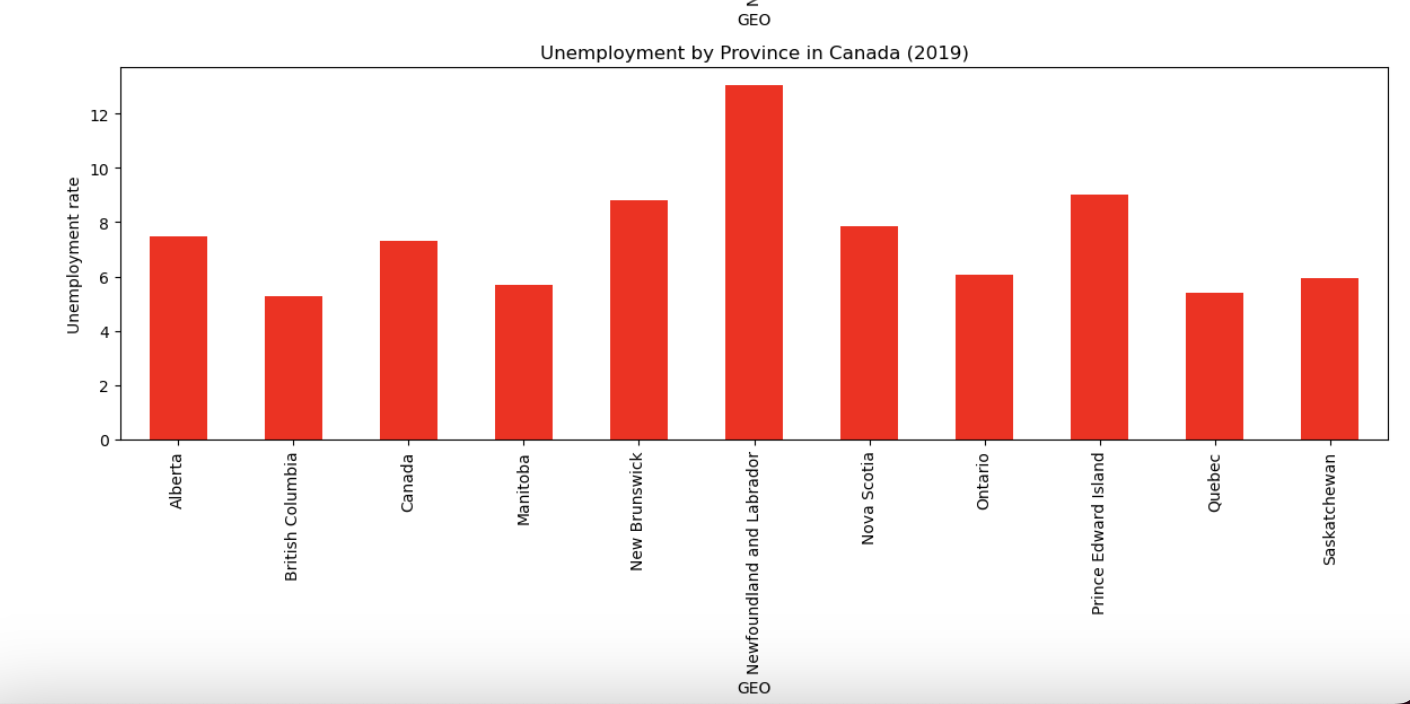 GEO
Unemployment by Province in Canada (2019)
Unemployment rate
12
10
8
6
4
2
0
Alberta
British Columbia
Canada
Manitoba
New Brunswick
Newfoundland and Labrador
Nova Scotia
Ontario
Prince Edward Island
Quebec
Saskatchewan
GEO